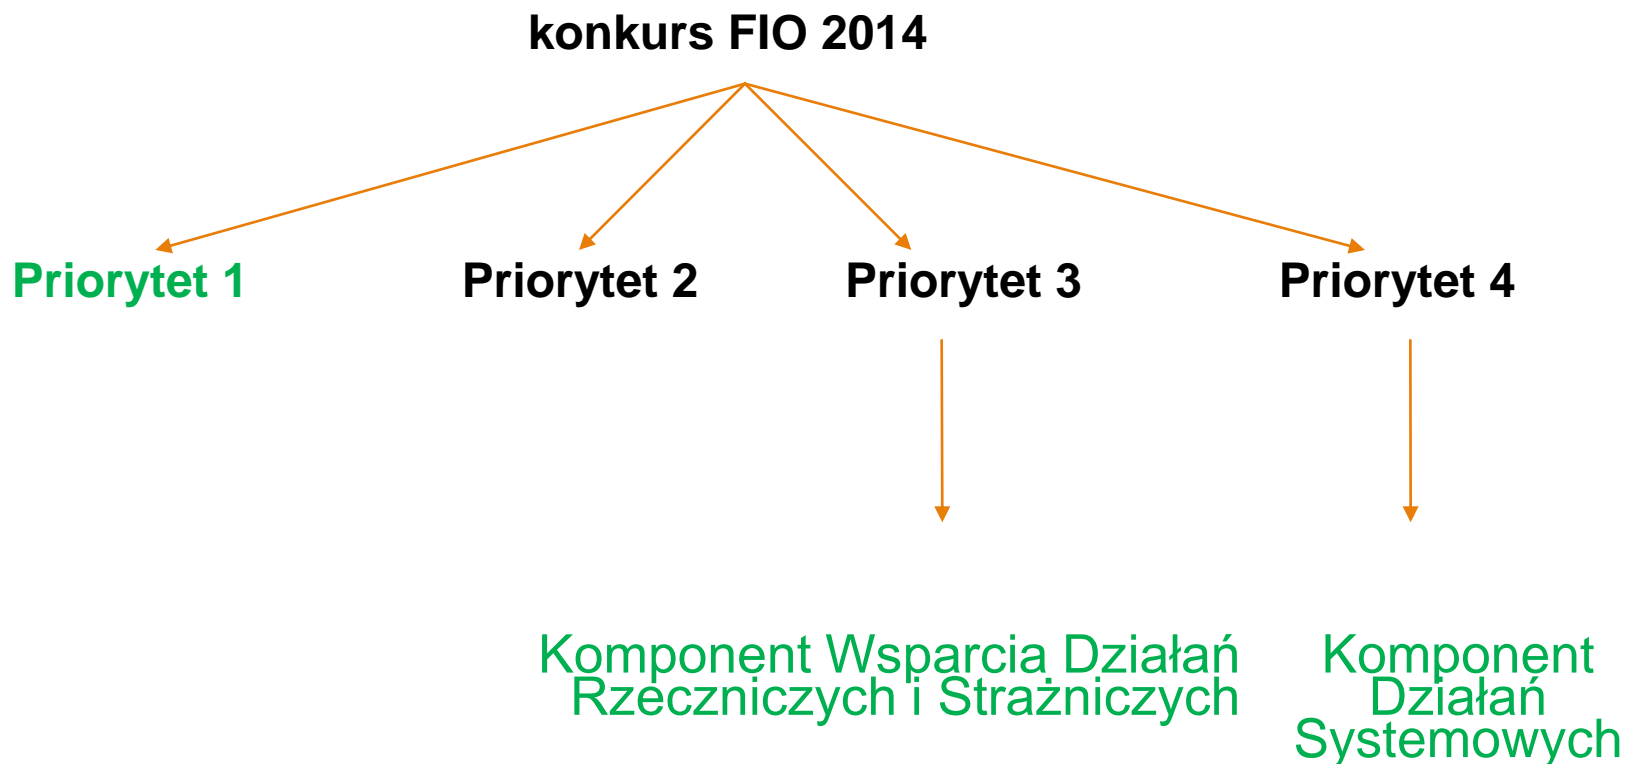 konkurs FIO 2014
Priorytet 1
Priorytet 2
Priorytet 3
Priorytet 4
Komponent Wsparcia Działań
Rzeczniczych i Strażniczych
Komponent
Działań
Systemowych